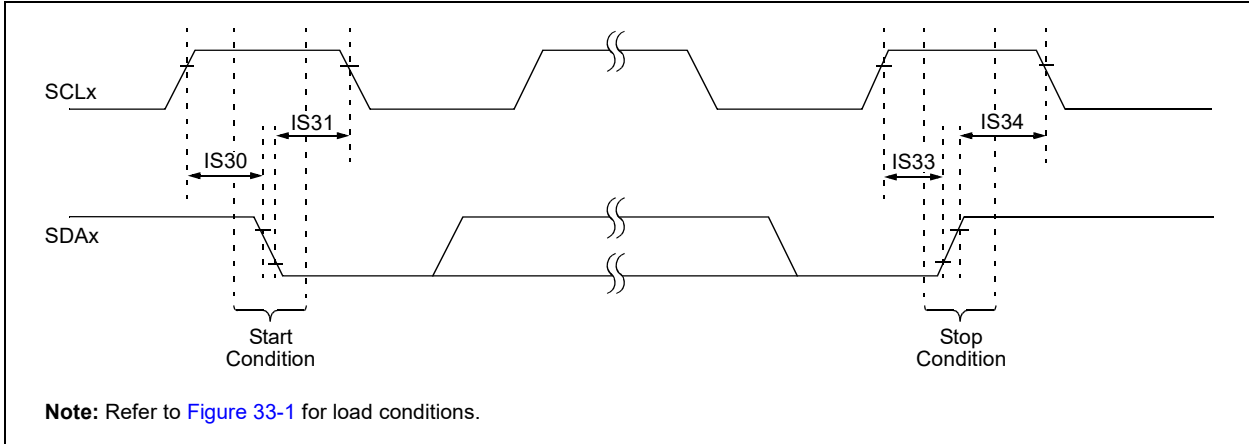 SCLx
IS31
IS34
IS30
IS33
SDAx
Start
Condition
Stop
Condition
Note: Refer to Figure 33-1 for load conditions.